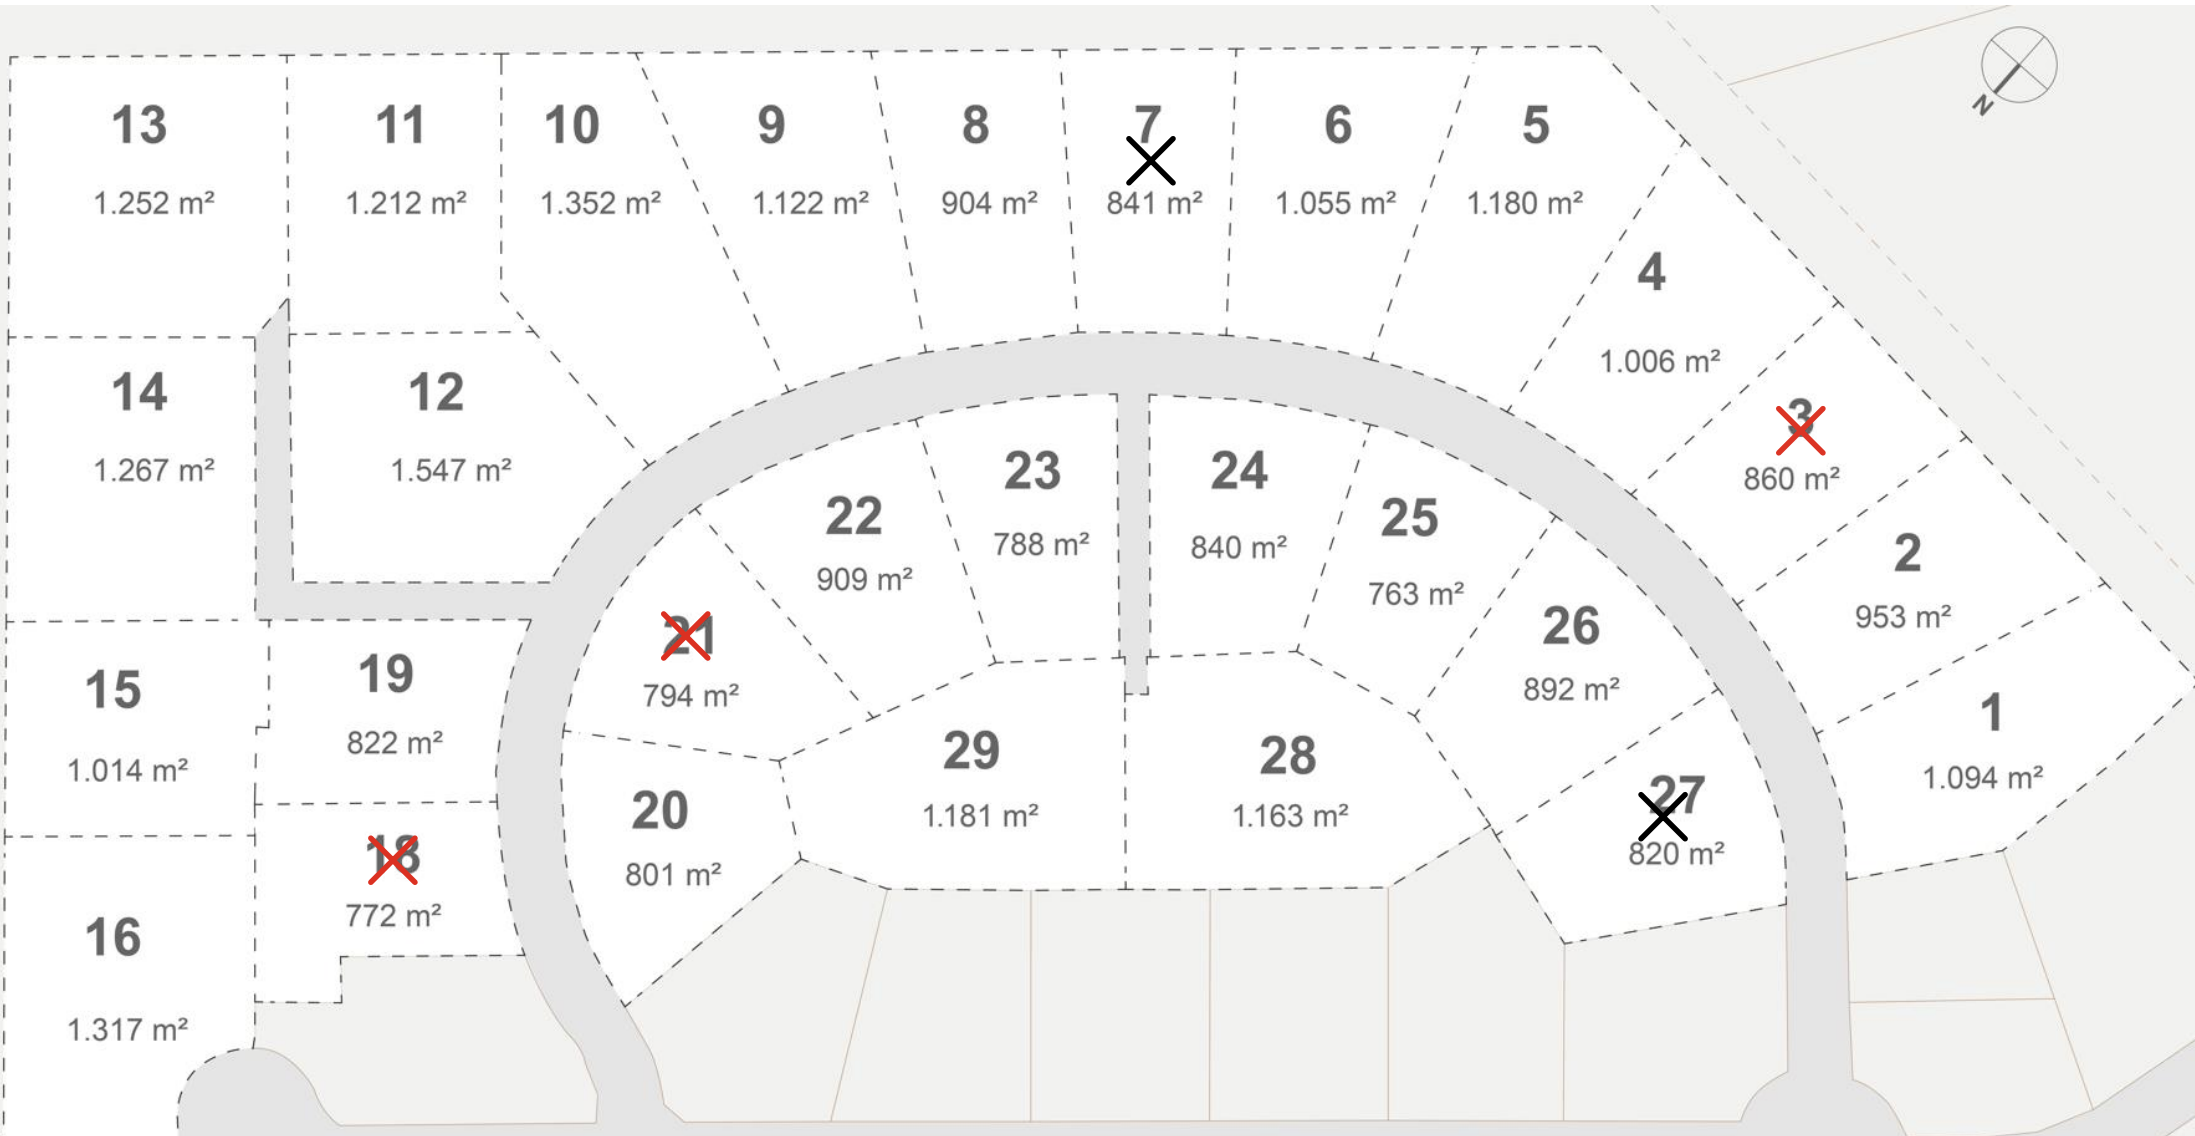 13
1.252 m²
11
1.212 m²
10
1.352 m²
9
1.122 m²
8
904 m²
7
841 m²
6
1.055 m²
5
1.180 m²
N
4
1.006 m²
3
860 m²
2
953 m²
1
1.094 m²
14
1.267 m²
12
1.547 m²
22
909 m²
23
788 m²
24
840 m²
25
763 m²
26
892 m²
27
820 m²
21
794 m²
20
801 m²
29
1.181 m²
28
1.163 m²
15
1.014 m²
19
822 m²
18
772 m²
16
1.317 m²